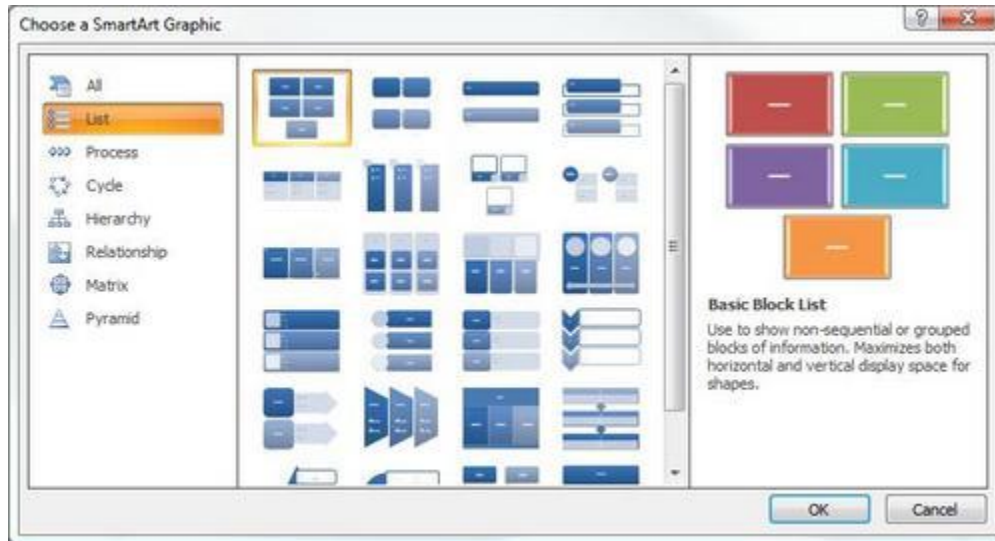 Choose a SmartArt Graphic
All
List
Process
Cycle
Hierarchy
Relationship
Matrix
Pyramid
Basic Block List
Use to show non-sequential or grouped
blocks of information. Maximizes both
horizontal and vertical display space for
shapes.
OK
Cancel